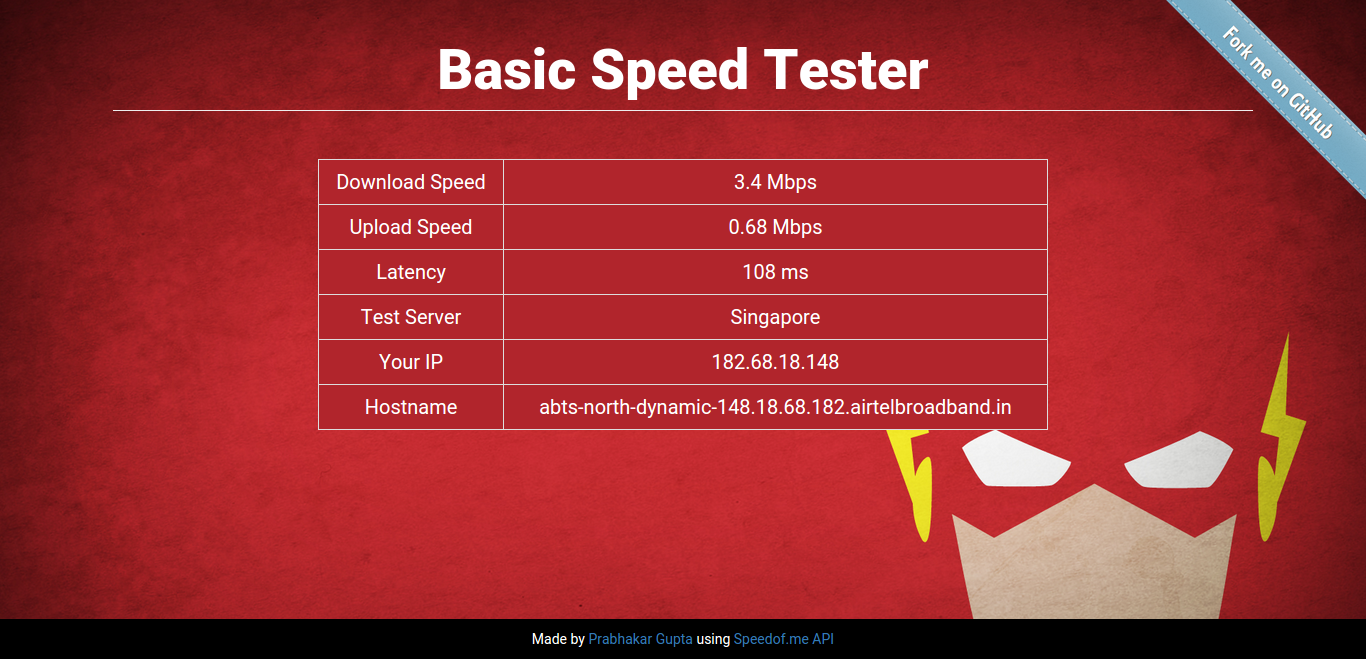 Basic Speed Tester
Fork me on GitHub
Download Speed 3.4 Mbps
Upload Speed 0.68 Mbps
Latency 108 ms
Test Server Singapore
Your IP 182.68.18.148
Hostname abts-north-dynamic-148.18.68.182.airtelbroadband.in
Made by Prabhakar Gupta using Speedof.me API